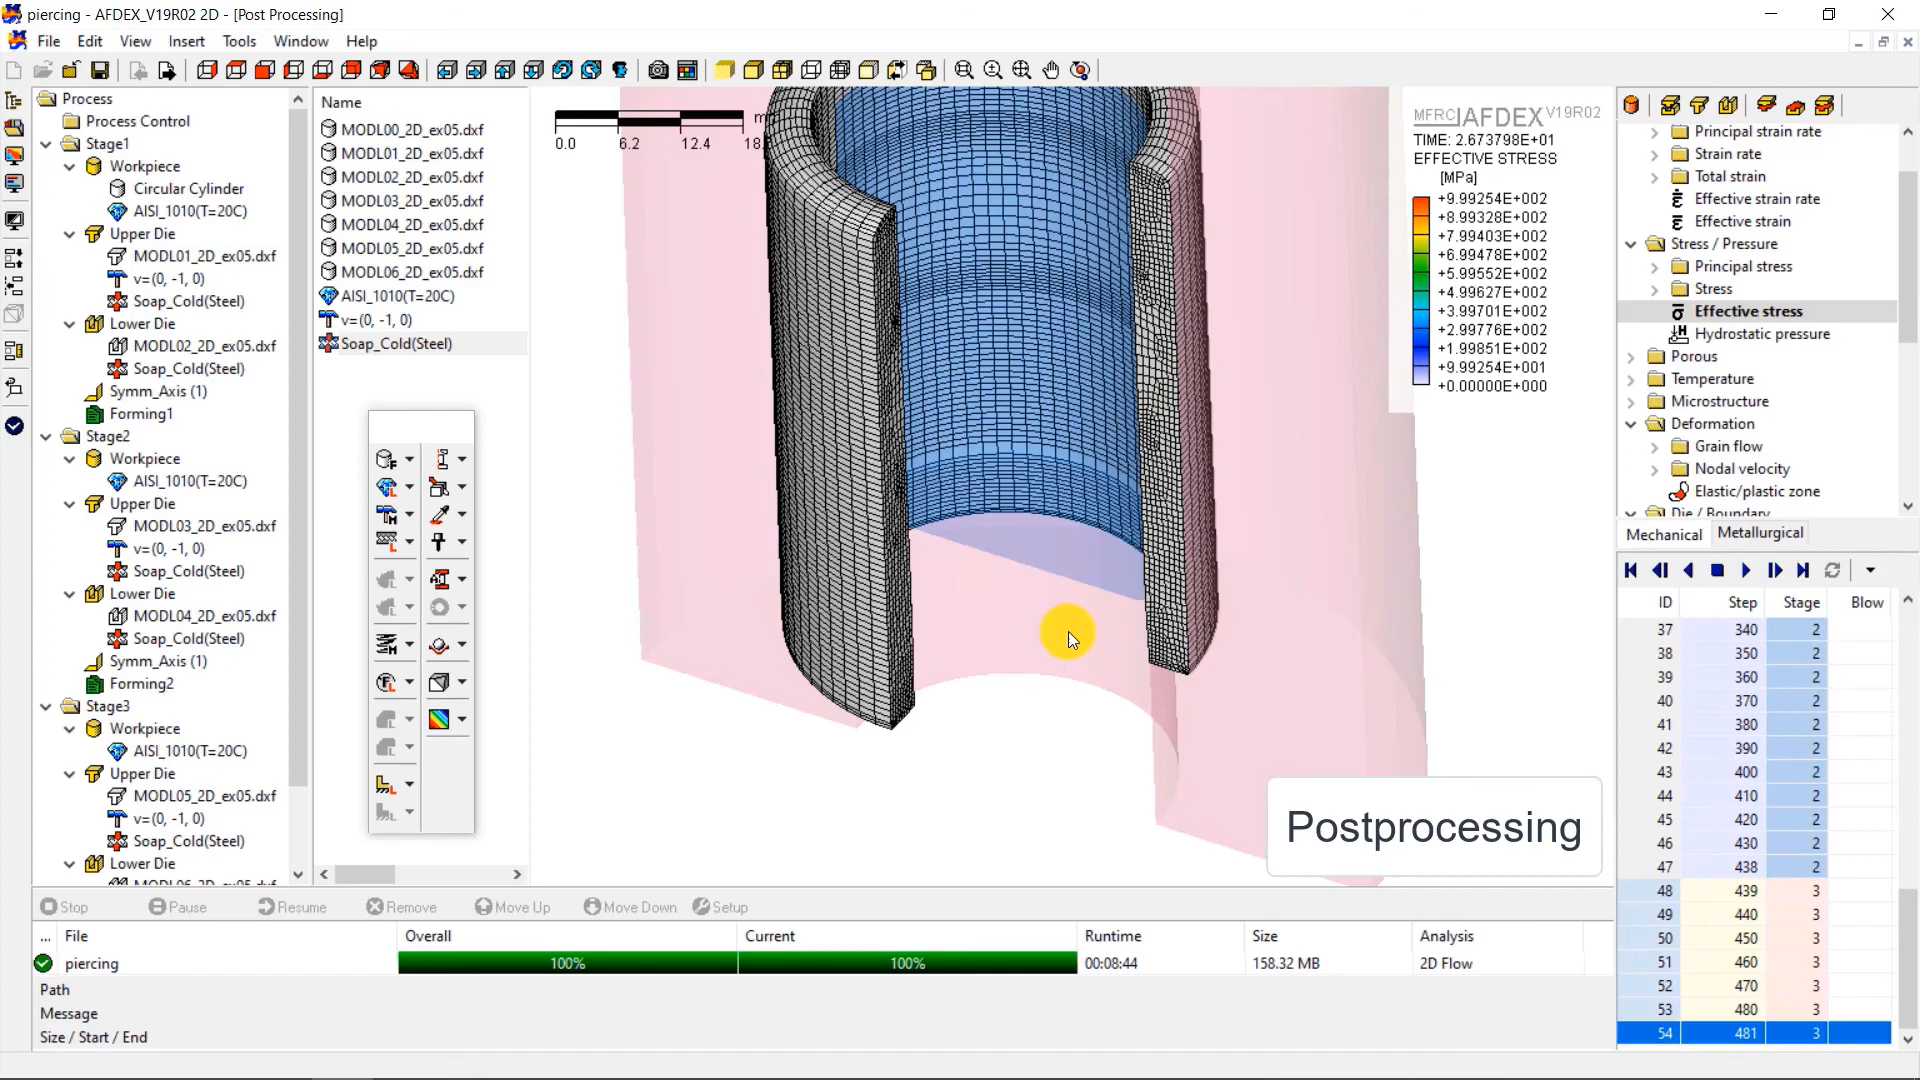 piercing - AFDEX_V19R02 2D - [Post Processing]
File Edit View Insert Tools Window Help
Process
Process Control
Stage1
Workpiece
Circular Cylinder
AISI_1010(T=20C)
Upper Die
MODL01_2D_ex05.dxf
v=(0, -1, 0)
Soap_Cold(Steel)
Lower Die
MODL02_2D_ex05.dxf
Soap_Cold(Steel)
Symm_Axis (1)
Forming1
Stage2
Workpiece
AISI_1010(T=20C)
Upper Die
MODL03_2D_ex05.dxf
v=(0, -1, 0)
Soap_Cold(Steel)
Lower Die
MODL04_2D_ex05.dxf
Soap_Cold(Steel)
Symm_Axis (1)
Forming2
Stage3
Workpiece
AISI_1010(T=20C)
Upper Die
MODL05_2D_ex05.dxf
v=(0, -1, 0)
Soap_Cold(Steel)
Lower Die
Name
MODL00_2D_ex05.dxf
MODL01_2D_ex05.dxf
MODL02_2D_ex05.dxf
MODL03_2D_ex05.dxf
MODL04_2D_ex05.dxf
MODL05_2D_ex05.dxf
MODL06_2D_ex05.dxf
AISI_1010(T=20C)
v=(0, -1, 0)
Soap_Cold(Steel)
0.0 6.2 12.4
MFRC AFDEX V19R02
TIME: 2.673798E+01
EFFECTIVE STRESS
[MPa]
+9.99254E+002
+8.99328E+002
+7.99403E+002
+6.99478E+002
+5.99552E+002
+4.99627E+002
+3.99701E+002
+2.99776E+002
+1.99851E+002
+9.99254E+001
+0.00000E+000
Postprocessing
Principal strain rate
Strain rate
Total strain
Effective strain rate
Effective strain
Stress / Pressure
Principal stress
Stress
Effective stress
Hydrostatic pressure
Porous
Temperature
Microstructure
Deformation
Grain flow
Nodal velocity
Elastic/plastic zone
Die / Boundary
Mechanical Metallurgical
ID Step Stage Blow
37 340 2
38 350 2
39 360 2
40 370 2
41 380 2
42 390 2
43 400 2
44 410 2
45 420 2
46 430 2
47 438 2
48 439 3
49 440 3
50 450 3
51 460 3
52 470 3
53 480 3
54 481 3
Stop Pause Resume Remove Move Up Move Down Setup
... File Overall Current Runtime Size Analysis
piercing 100% 100% 00:08:44 158.32 MB 2D Flow
Path
Message
Size / Start / End